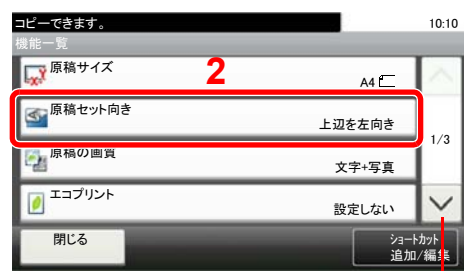 コピーできます。 10:10
機能一覧
原稿サイズ
2
A4
原稿セット向き
上辺を左向き
1/3
原稿の画質
文字+写真
エコプリント
設定しない
閉じる
ショートカット
追加/編集